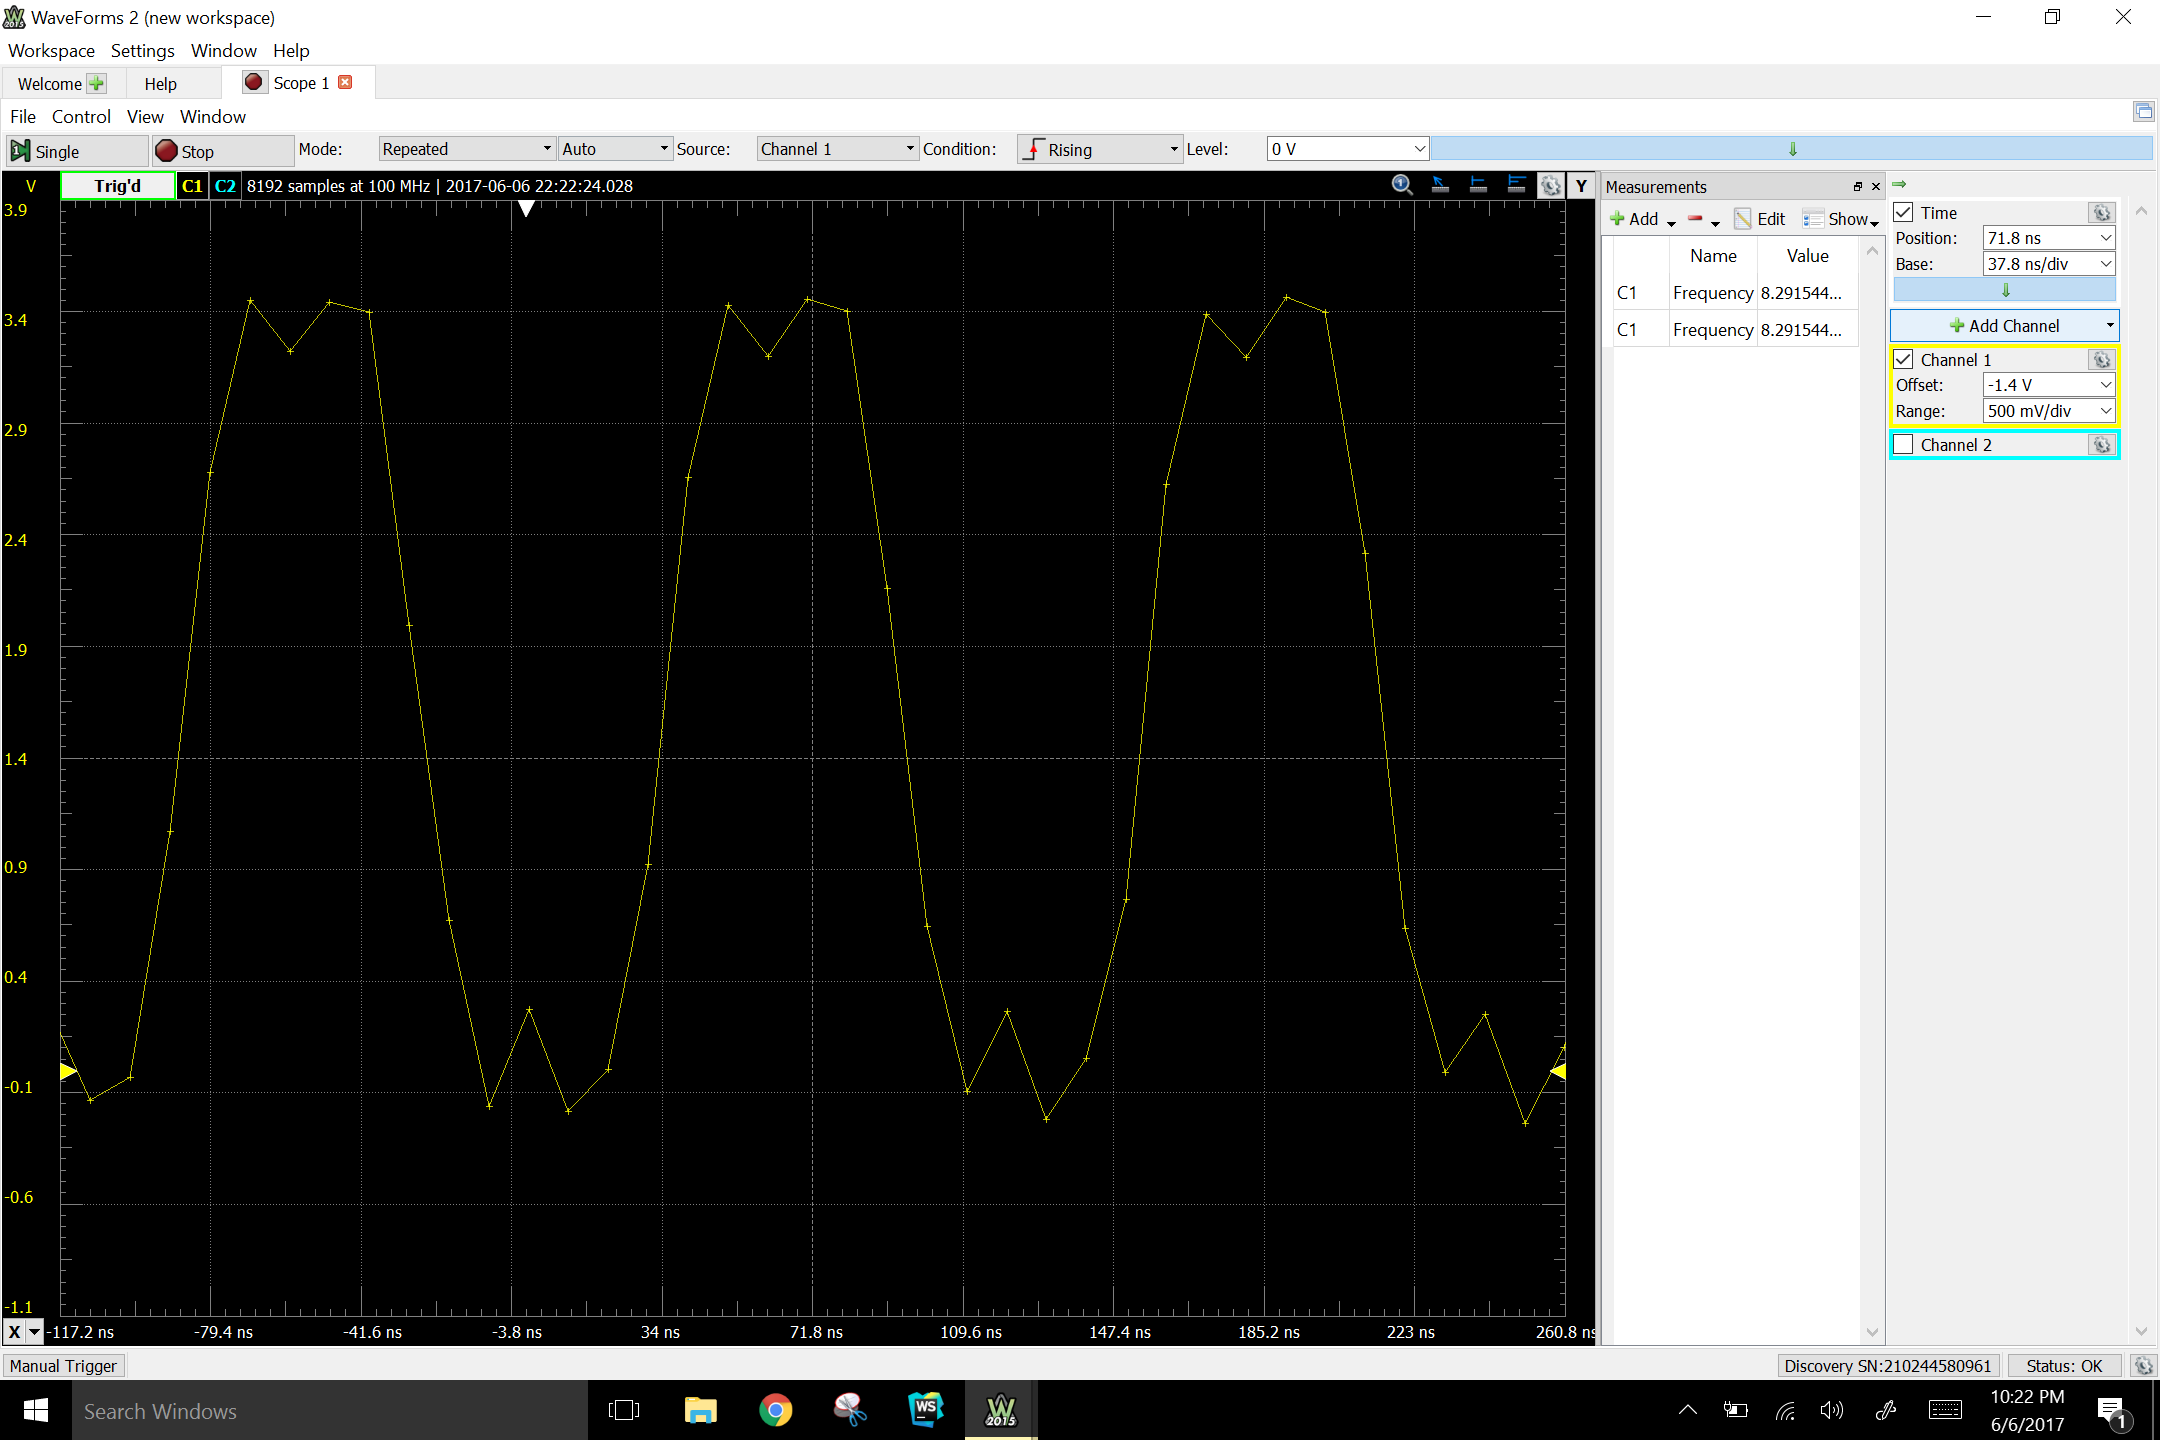 WaveForms 2 (new workspace)
Workspace Settings Window Help
Welcome Help Scope 1
File Control View Window
Single Stop Mode: Repeated Auto Source: Channel 1 Condition: Rising Level: 0 V
V Trig'd C1 C2 8192 samples at 100 MHz | 2017-06-06 22:22:24.028 Y
3.9
3.4
2.9
2.4
1.9
1.4
0.9
0.4
-0.1
-0.6
-1.1
X -117.2 ns -79.4 ns -41.6 ns -3.8 ns 34 ns 71.8 ns 109.6 ns 147.4 ns 185.2 ns 223 ns 260.8 ns
Measurements
Add Edit Show
Name Value
C1 Frequency 8.291544...
C1 Frequency 8.291544...
Time
Position: 71.8 ns
Base: 37.8 ns/div
Add Channel
Channel 1
Offset: -1.4 V
Range: 500 mV/div
Channel 2
Manual Trigger Discovery SN:210244580961 Status: OK
Search Windows WS W 2015 10:22 PM
6/6/2017 1